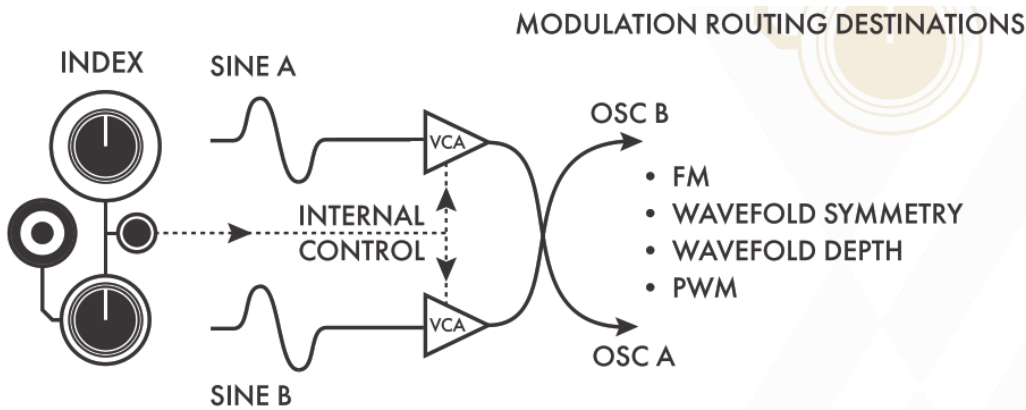 MODULATION ROUTING DESTINATIONS
INDEX
SINE A
VCA
OSC B
• FM
• WAVEFOLD SYMMETRY
• WAVEFOLD DEPTH
• PWM
INTERNAL
CONTROL
VCA
OSC A
SINE B